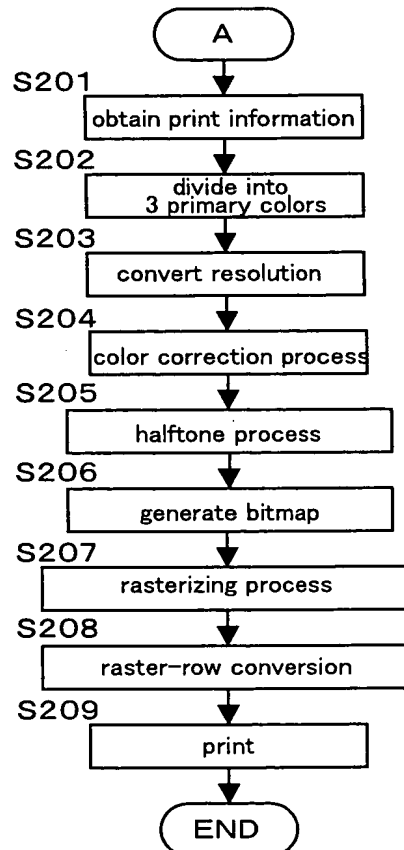 A
S201
obtain print information
S202
divide into
3 primary colors
S203
convert resolution
S204
color correction process
S205
halftone process
S206
generate bitmap
S207
rasterizing process
S208
raster-row conversion
S209
print
END